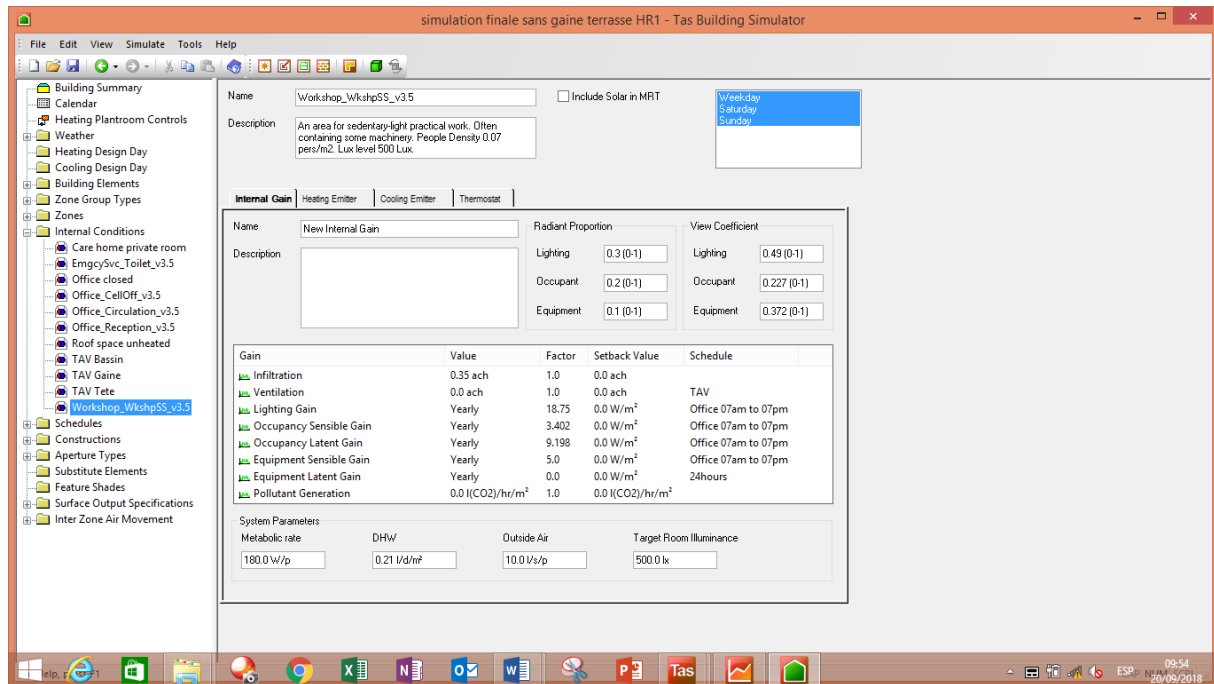 simulation finale sans gaine terrasse HR1 - Tas Building Simulator
File Edit View Simulate Tools Help
Building Summary
Calendar
Heating Plantroom Controls
Weather
Heating Design Day
Cooling Design Day
Building Elements
Zone Group Types
Zones
Internal Conditions
Care home private room
EmgcySvc_Toilet_v3.5
Office closed
Office_CellOff_v3.5
Office_Circulation_v3.5
Office_Reception_v3.5
Roof space unheated
TAV Bassin
TAV Gaine
TAV Tete
Workshop_WkshpSS_v3.5
Schedules
Constructions
Aperture Types
Substitute Elements
Feature Shades
Surface Output Specifications
Inter Zone Air Movement
Name Workshop_WkshpSS_v3.5 Include Solar in MRT
Weekday
Saturday
Sunday
Description An area for sedentary-light practical work. Often
containing some machinery. People Density 0.07
pers/m2. Lux level 500 Lux.
Internal Gain Heating Emitter Cooling Emitter Thermostat
Name New Internal Gain
Description
Radiant Proportion
Lighting 0.3 (0-1)
Occupant 0.2 (0-1)
Equipment 0.1 (0-1)
View Coefficient
Lighting 0.49 (0-1)
Occupant 0.227 (0-1)
Equipment 0.372 (0-1)
Gain Value Factor Setback Value Schedule
Infiltration 0.35 ach 1.0 0.0 ach
Ventilation 0.0 ach 1.0 0.0 ach TAV
Lighting Gain Yearly 18.75 0.0 W/m² Office 07am to 07pm
Occupancy Sensible Gain Yearly 3.402 0.0 W/m² Office 07am to 07pm
Occupancy Latent Gain Yearly 9.198 0.0 W/m² Office 07am to 07pm
Equipment Sensible Gain Yearly 5.0 0.0 W/m² Office 07am to 07pm
Equipment Latent Gain Yearly 0.0 0.0 W/m² 24hours
Pollutant Generation 0.0 l(CO2)/hr/m² 1.0 0.0 l(CO2)/hr/m²
System Parameters
Metabolic rate DHW Outside Air Target Room Illuminance
180.0 W/p 0.21 l/d/m² 10.0 l/s/p 500.0 lx
Tas
ESP
09:54
20/09/2018